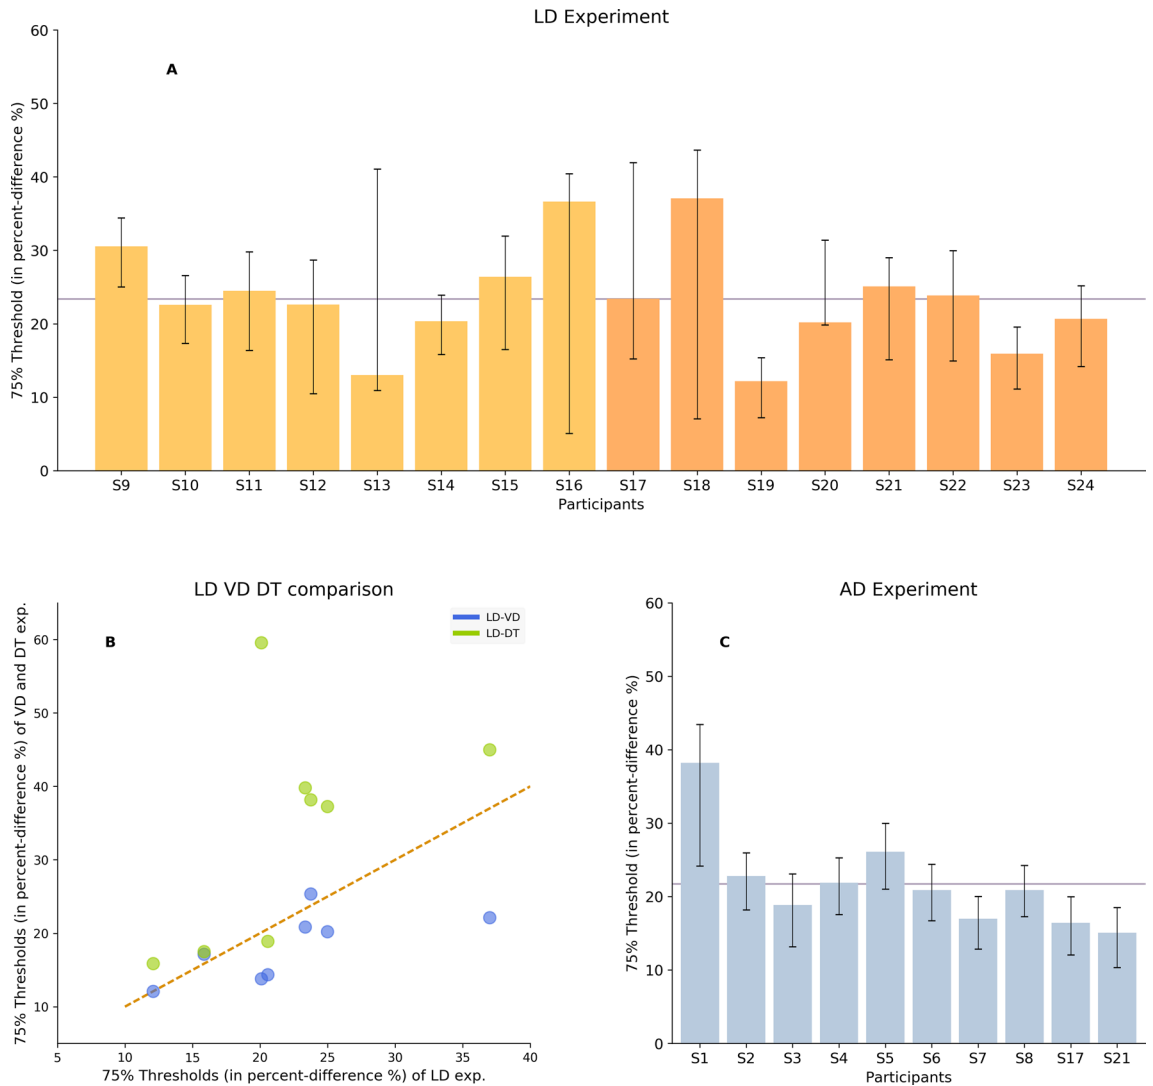 LD Experiment
A
75% Threshold (in percent-difference %)
60
50
40
30
20
10
0
S9 S10 S11 S12 S13 S14 S15 S16 S17 S18 S19 S20 S21 S22 S23 S24
Participants
LD VD DT comparison
B
LD-VD
LD-DT
75% Thresholds (in percent-difference %) of VD and DT exp.
60
50
40
30
20
10
5 10 15 20 25 30 35 40
75% Thresholds (in percent-difference %) of LD exp.
AD Experiment
C
75% Threshold (in percent-difference %)
60
50
40
30
20
10
0
S1 S2 S3 S4 S5 S6 S7 S8 S17 S21
Participants